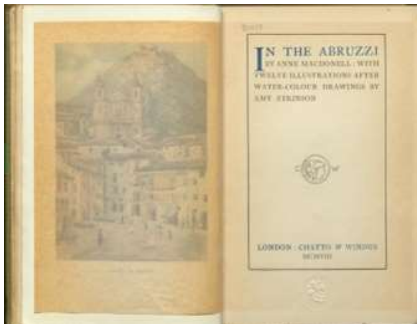 IN THE ABRUZZI
BY ANNE MACDONELL: WITH
TWELVE ILLUSTRATIONS AFTER
WATER-COLOUR DRAWINGS BY
AMY ATKINSON
LONDON: CHATTO & WINDUS
MCMVIII